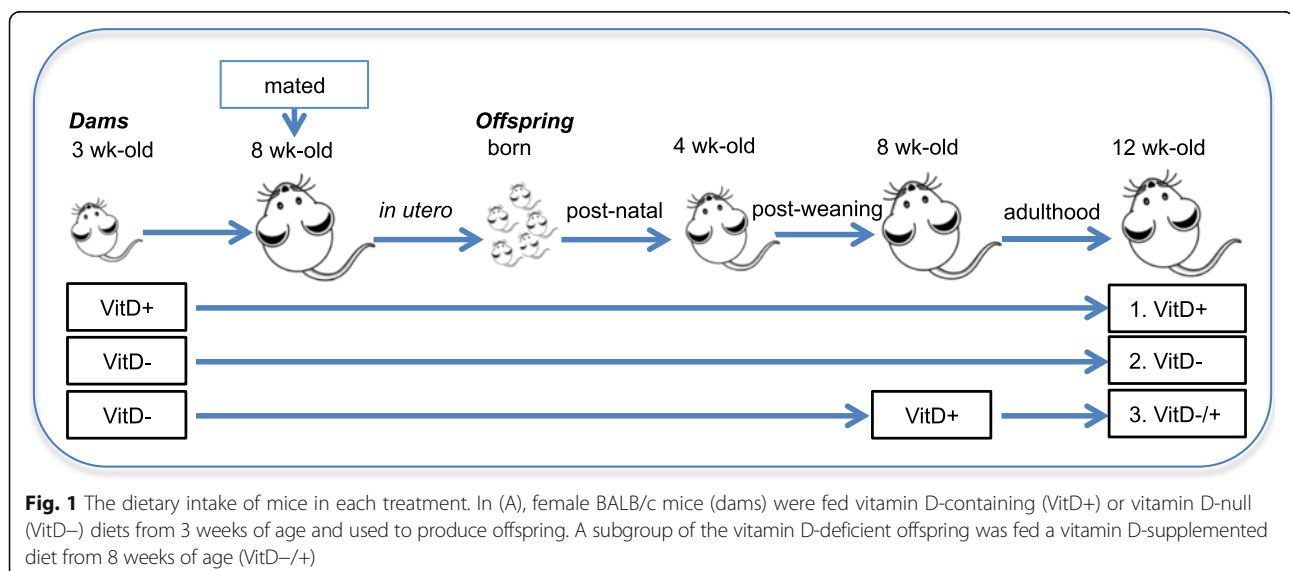 mated
Dams
Offspring
3 wk-old
8 wk-old
born
4 wk-old
8 wk-old
12 wk-old
in utero
post-natal
post-weaning
adulthood
VitD+
1. VitD+
VitD-
2. VitD-
VitD-
VitD+
3. VitD-/+
Fig. 1 The dietary intake of mice in each treatment. In (A), female BALB/c mice (dams) were fed vitamin D-containing (VitD+) or vitamin D-null
(VitD−) diets from 3 weeks of age and used to produce offspring. A subgroup of the vitamin D-deficient offspring was fed a vitamin D-supplemented
diet from 8 weeks of age (VitD−/+)